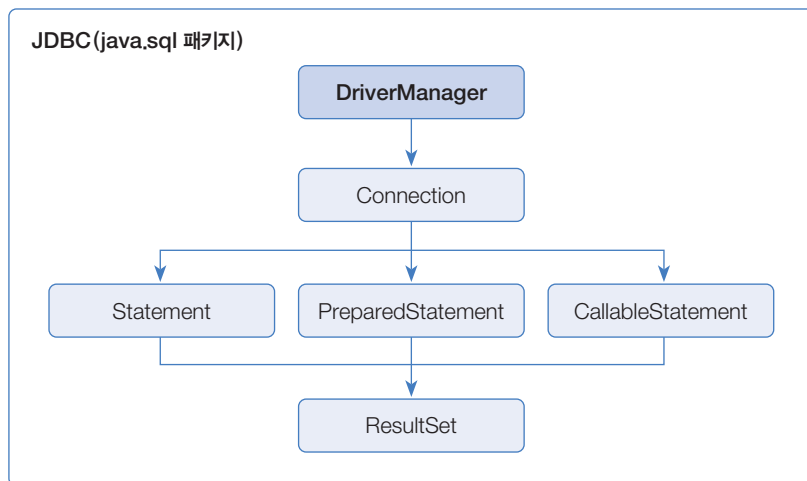 JDBC(java.sql 패키지)
DriverManager
Connection
Statement
PreparedStatement
CallableStatement
ResultSet